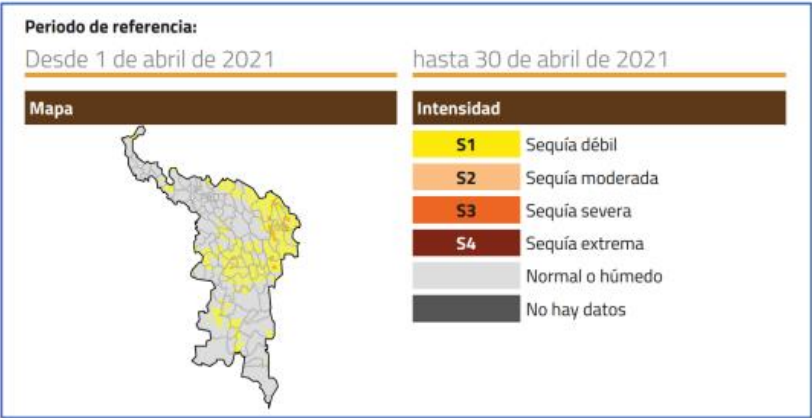 Periodo de referencia:
Desde 1 de abril de 2021
hasta 30 de abril de 2021
Mapa
Intensidad
S1 Sequía débil
S2 Sequía moderada
S3 Sequía severa
S4 Sequía extrema
Normal o húmedo
No hay datos